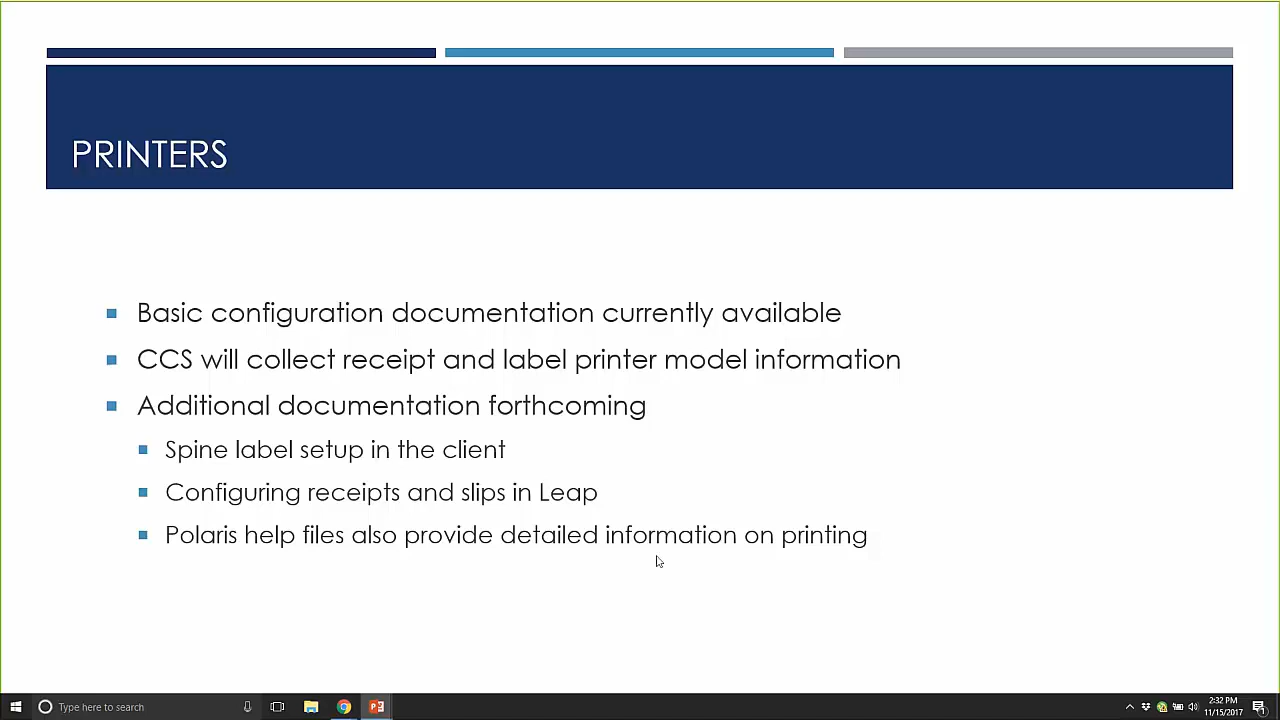 PRINTERS
Basic configuration documentation currently available
CCS will collect receipt and label printer model information
Additional documentation forthcoming
Spine label setup in the client
Configuring receipts and slips in Leap
Polaris help files also provide detailed information on printing
Type here to search
2:32 PM
11/15/2017